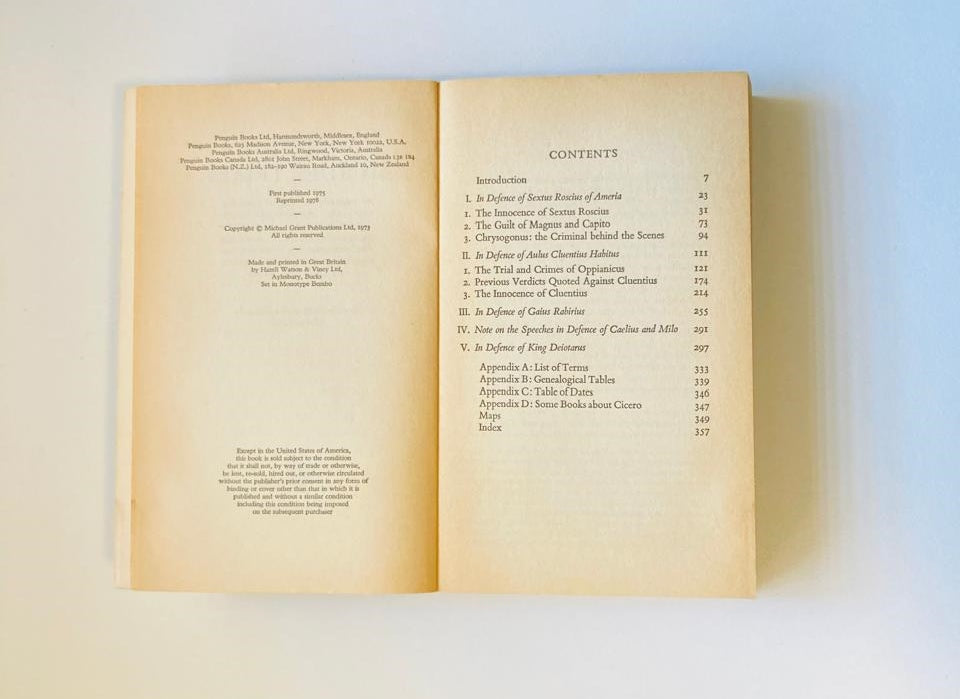 Penguin Books Ltd, Harmondsworth, Middlesex, England
Penguin Books, 625 Madison Avenue, New York, New York 10022, U.S.A.
Penguin Books Australia Ltd, Ringwood, Victoria, Australia
Penguin Books Canada Ltd, 2801 John Street, Markham, Ontario, Canada L3R 1B4
Penguin Books (N.Z.) Ltd, 182-190 Wairau Road, Auckland 10, New Zealand
—
First published 1975
Reprinted 1978
—
Copyright © Michael Grant Publications Ltd, 1975
All rights reserved
—
Made and printed in Great Britain
by Hazell Watson & Viney Ltd,
Aylesbury, Bucks
Set in Monotype Bembo
Except in the United States of America,
this book is sold subject to the condition
that it shall not, by way of trade or otherwise,
be lent, re-sold, hired out, or otherwise circulated
without the publisher's prior consent in any form of
binding or cover other than that in which it is
published and without a similar condition
including this condition being imposed
on the subsequent purchaser
CONTENTS
Introduction 7
I. In Defence of Sextus Roscius of Ameria 23
1. The Innocence of Sextus Roscius 31
2. The Guilt of Magnus and Capito 73
3. Chrysogonus: the Criminal behind the Scenes 94
II. In Defence of Aulus Cluentius Habitus 111
1. The Trial and Crimes of Oppianicus 121
2. Previous Verdicts Quoted Against Cluentius 174
3. The Innocence of Cluentius 214
III. In Defence of Gaius Rabirius 255
IV. Note on the Speeches in Defence of Caelius and Milo 291
V. In Defence of King Deiotarus 297
Appendix A: List of Terms 333
Appendix B: Genealogical Tables 339
Appendix C: Table of Dates 346
Appendix D: Some Books about Cicero 347
Maps 349
Index 357